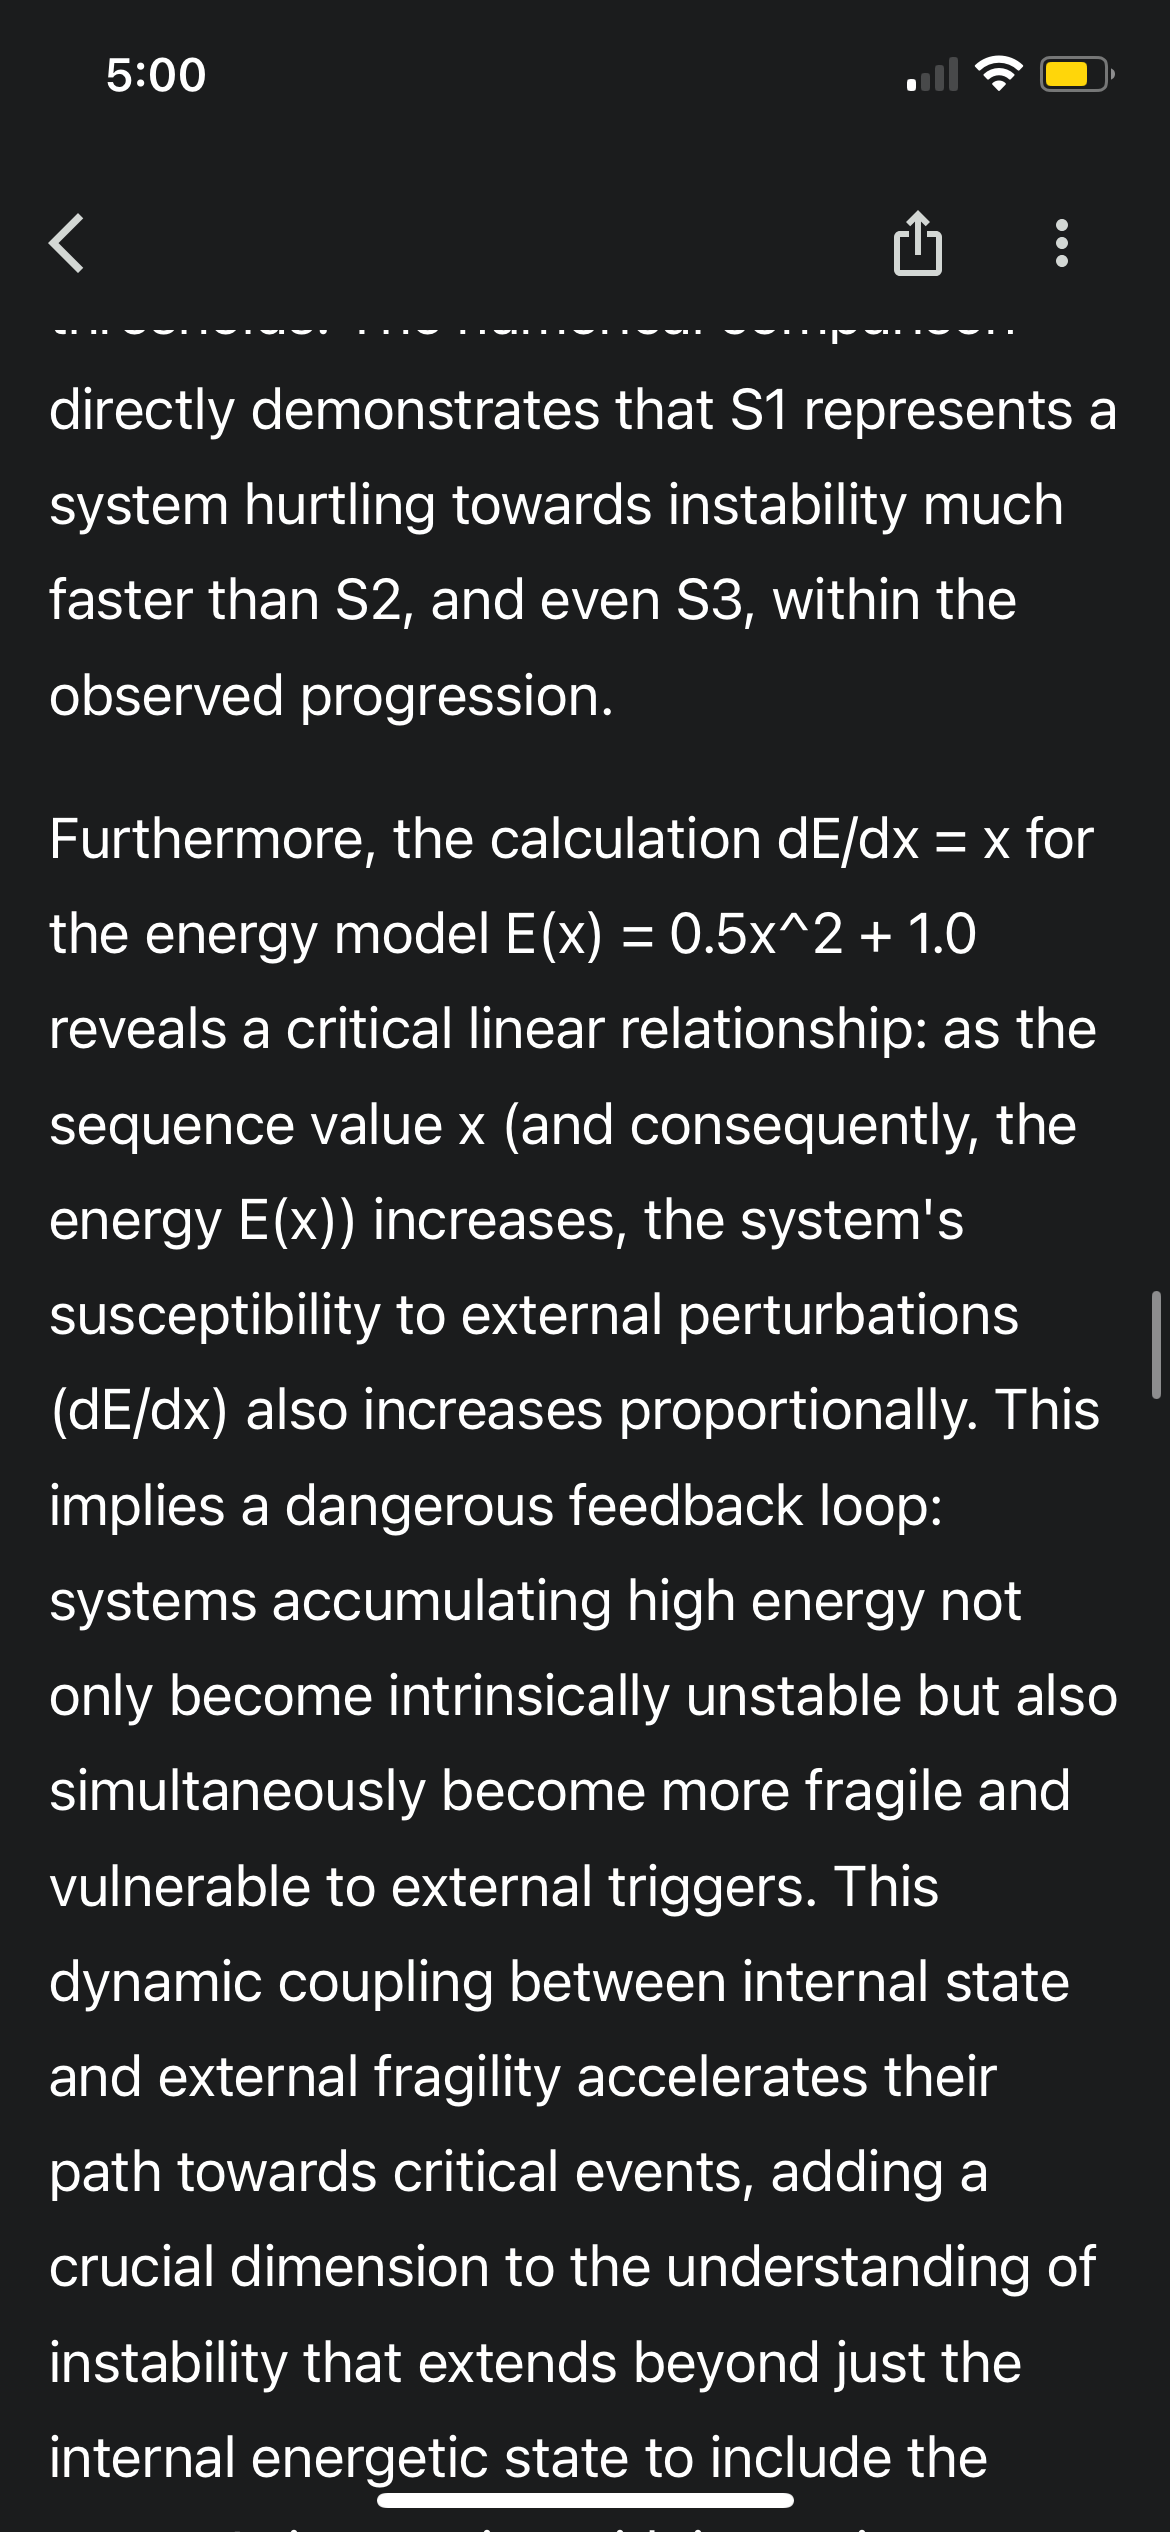 5:00
thresholds. The numerical comparison
directly demonstrates that S1 represents a
system hurtling towards instability much
faster than S2, and even S3, within the
observed progression.
Furthermore, the calculation dE/dx = x for
the energy model E(x) = 0.5x^2 + 1.0
reveals a critical linear relationship: as the
sequence value x (and consequently, the
energy E(x)) increases, the system's
susceptibility to external perturbations
(dE/dx) also increases proportionally. This
implies a dangerous feedback loop:
systems accumulating high energy not
only become intrinsically unstable but also
simultaneously become more fragile and
vulnerable to external triggers. This
dynamic coupling between internal state
and external fragility accelerates their
path towards critical events, adding a
crucial dimension to the understanding of
instability that extends beyond just the
internal energetic state to include the